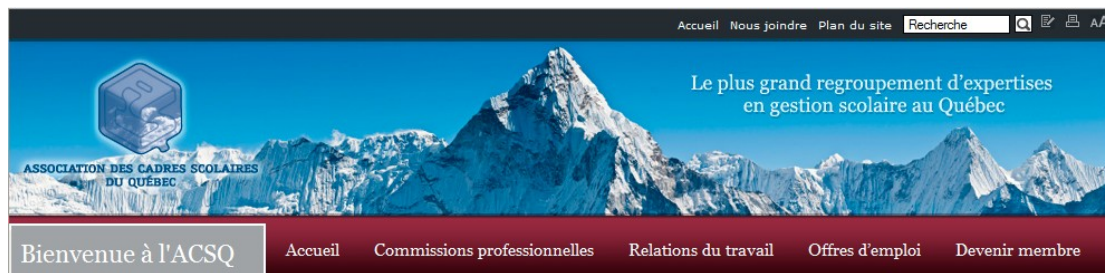 Accueil Nous joindre Plan du site Recherche AA
Le plus grand regroupement d’expertises
en gestion scolaire au Québec
ASSOCIATION DES CADRES SCOLAIRES
DU QUÉBEC
Bienvenue à l'ACSQ Accueil Commissions professionnelles Relations du travail Offres d’emploi Devenir membre